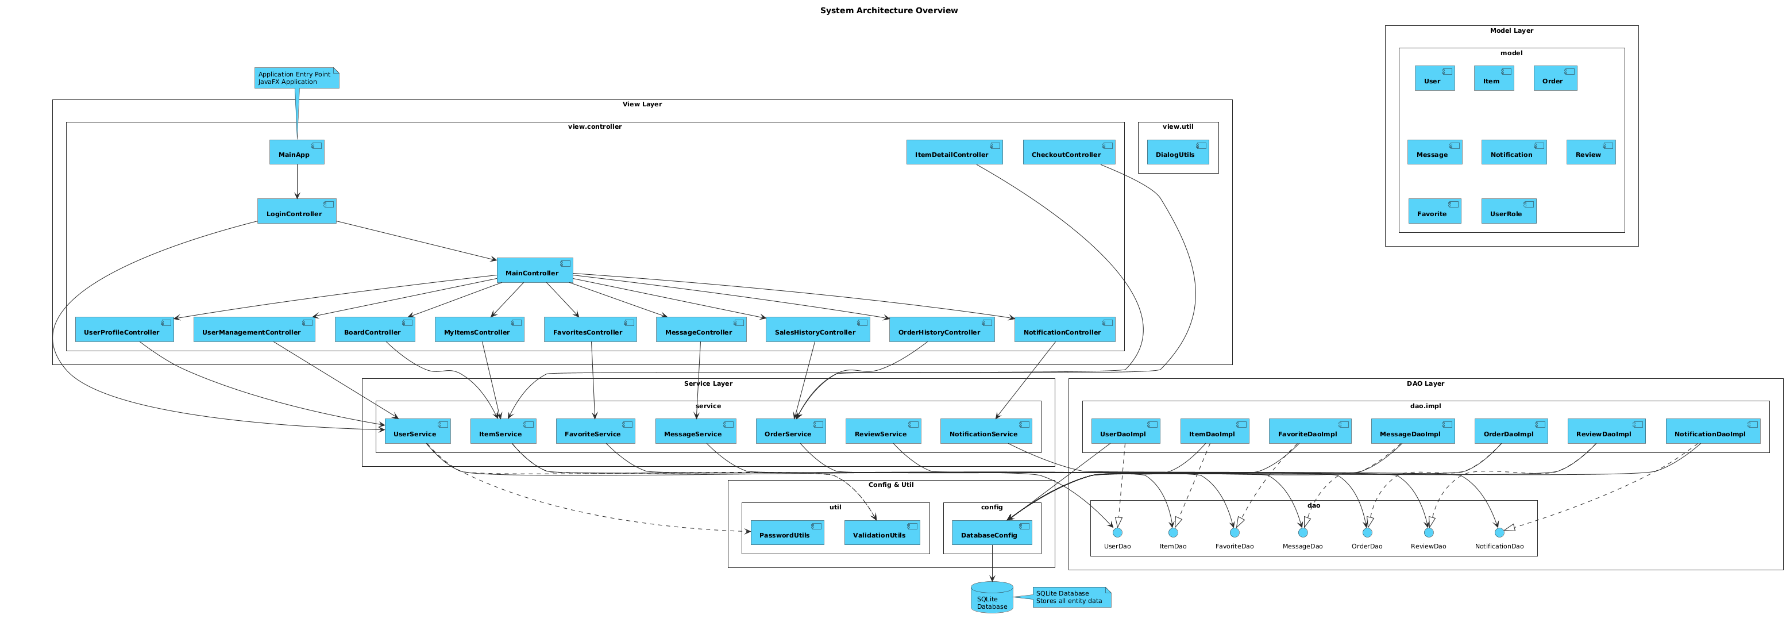 System Architecture Overview
Model Layer
model
User
Item
Order
Message
Notification
Review
Favorite
UserRole
Application Entry Point
JavaFX Application
View Layer
view.controller
view.util
MainApp
ItemDetailController
CheckoutController
DialogUtils
LoginController
MainController
UserProfileController
UserManagementController
BoardController
MyItemsController
FavoritesController
MessageController
SalesHistoryController
OrderHistoryController
NotificationController
Service Layer
service
UserService
ItemService
FavoriteService
MessageService
OrderService
ReviewService
NotificationService
DAO Layer
dao.impl
UserDaoImpl
ItemDaoImpl
FavoriteDaoImpl
MessageDaoImpl
OrderDaoImpl
ReviewDaoImpl
NotificationDaoImpl
Config & Util
util
PasswordUtils
ValidationUtils
config
DatabaseConfig
dao
UserDao
ItemDao
FavoriteDao
MessageDao
OrderDao
ReviewDao
NotificationDao
SQLite
Database
SQLite Database
Stores all entity data